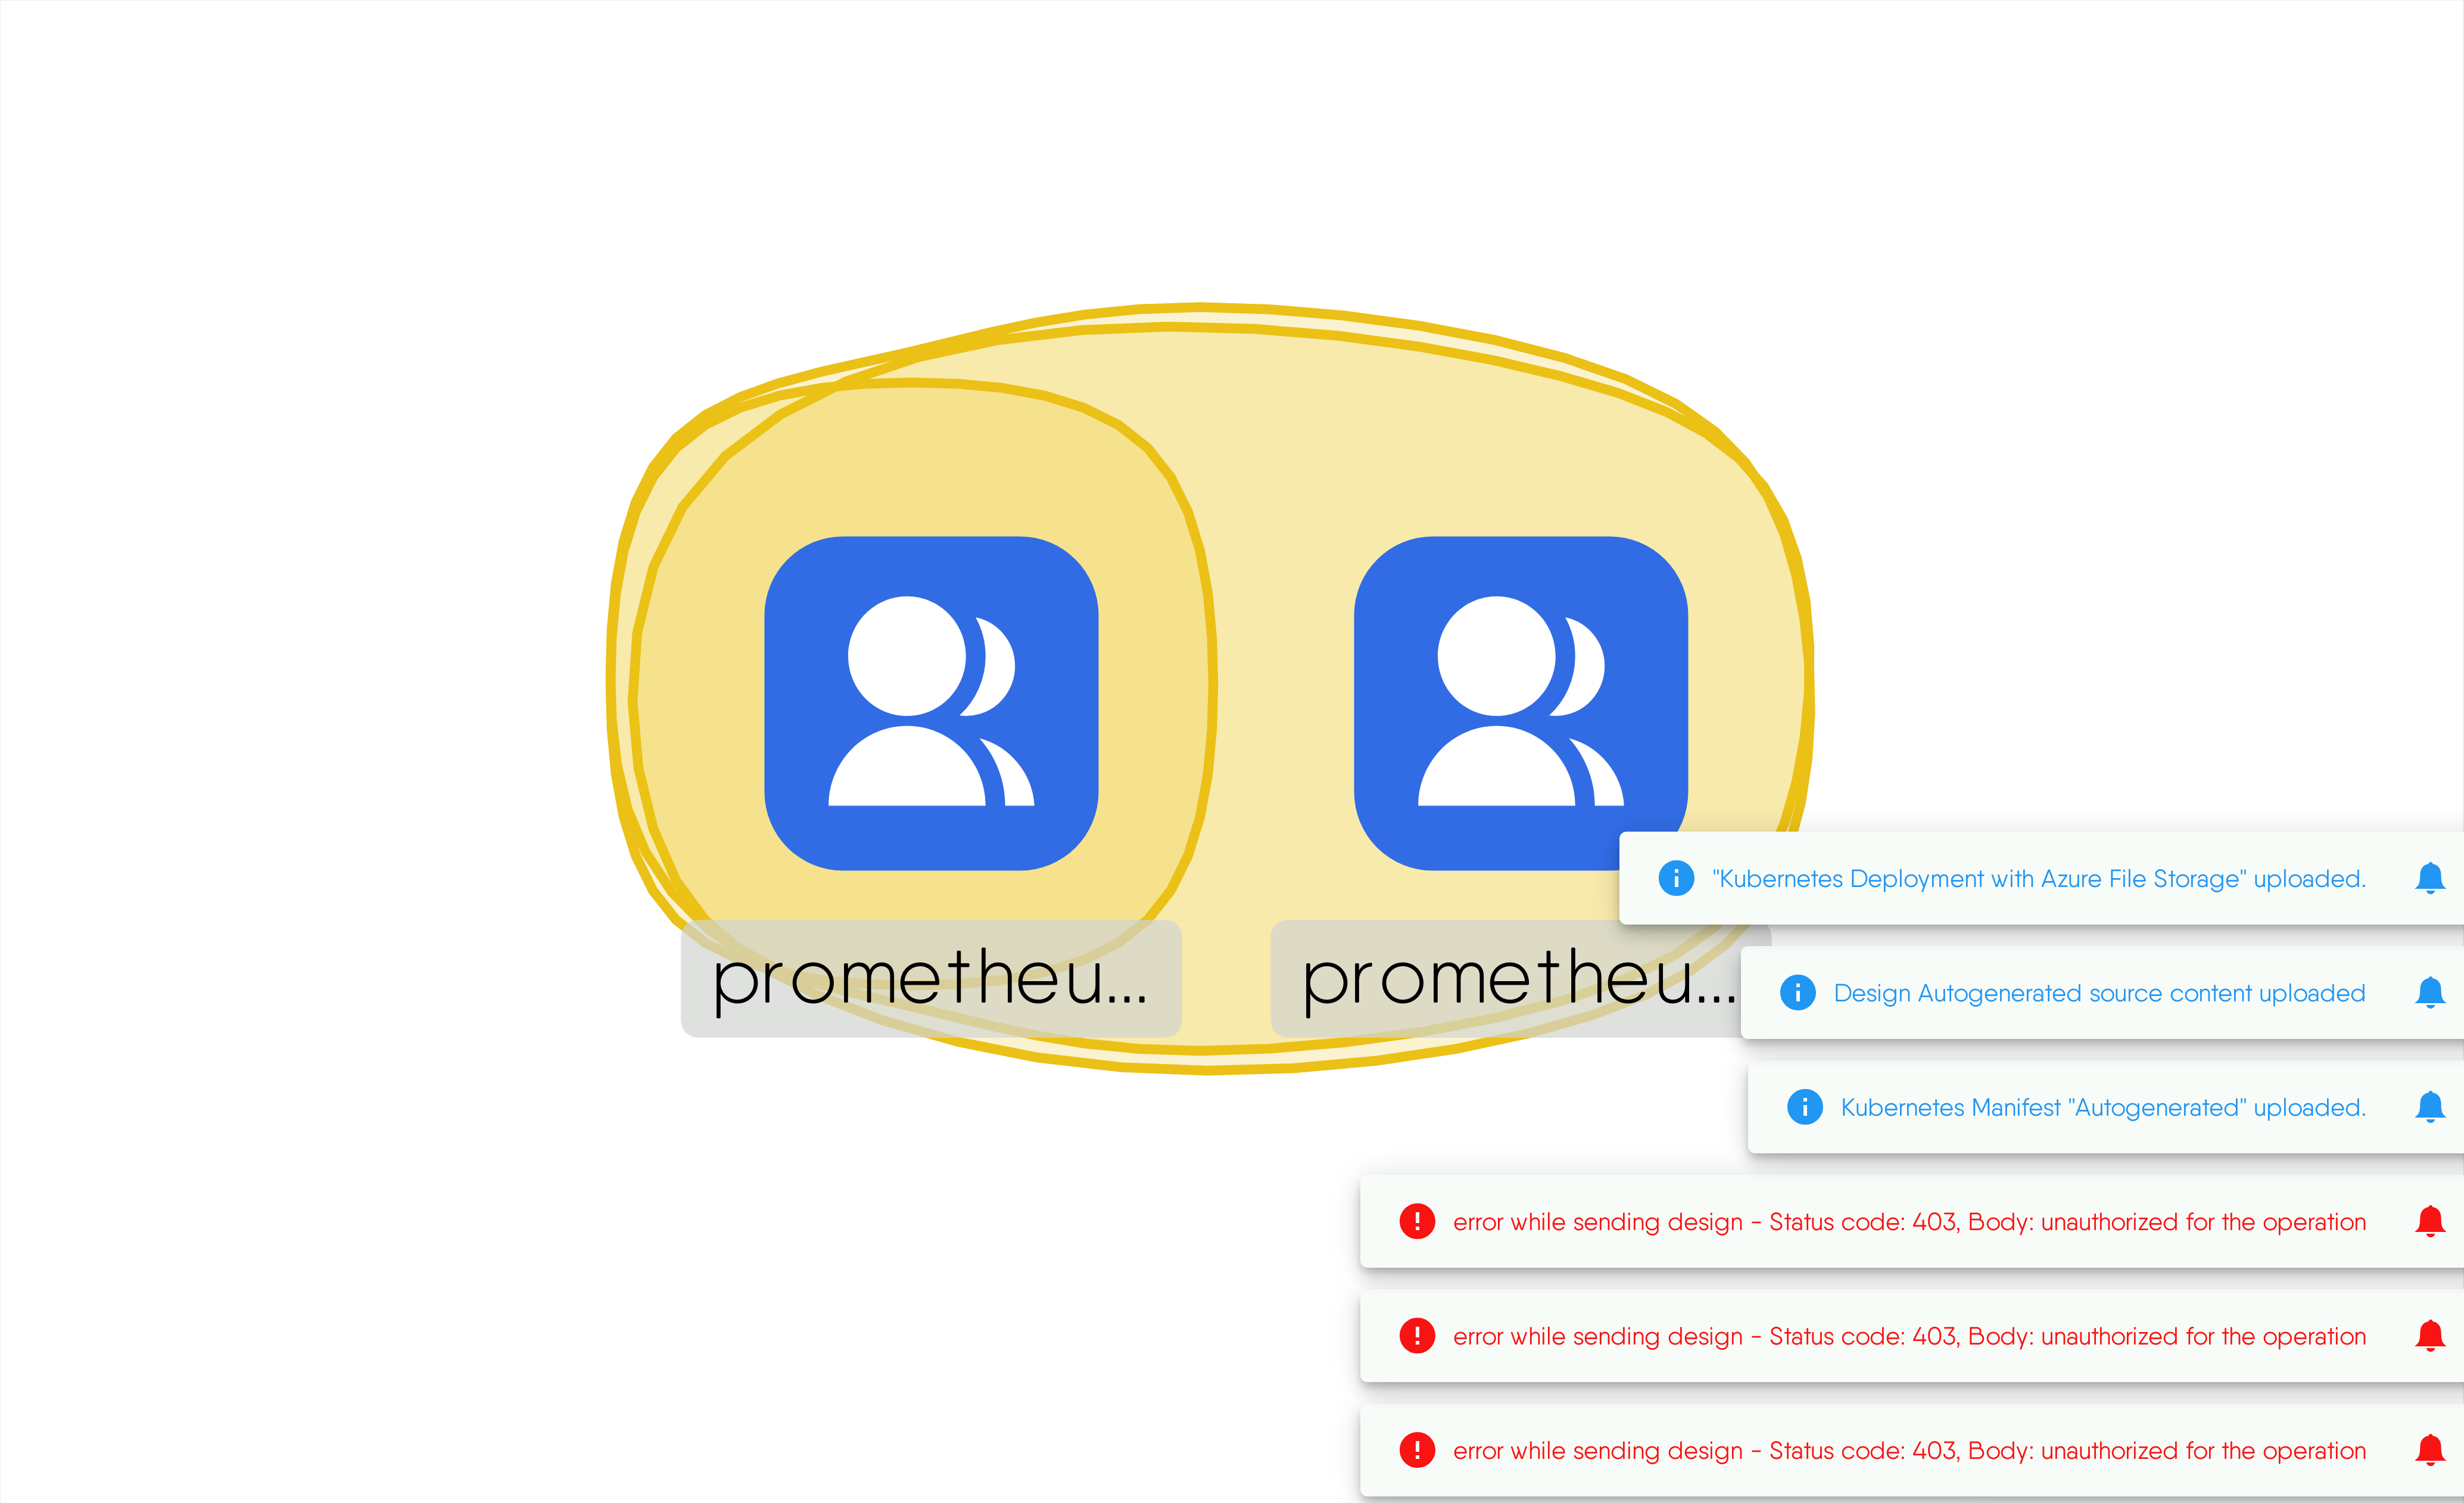 "Kubernetes Deployment with Azure File Storage" uploaded.
prometheu... prometheu...
Design Autogenerated source content uploaded
Kubernetes Manifest "Autogenerated" uploaded.
error while sending design - Status code: 403, Body: unauthorized for the operation
error while sending design - Status code: 403, Body: unauthorized for the operation
error while sending design - Status code: 403, Body: unauthorized for the operation